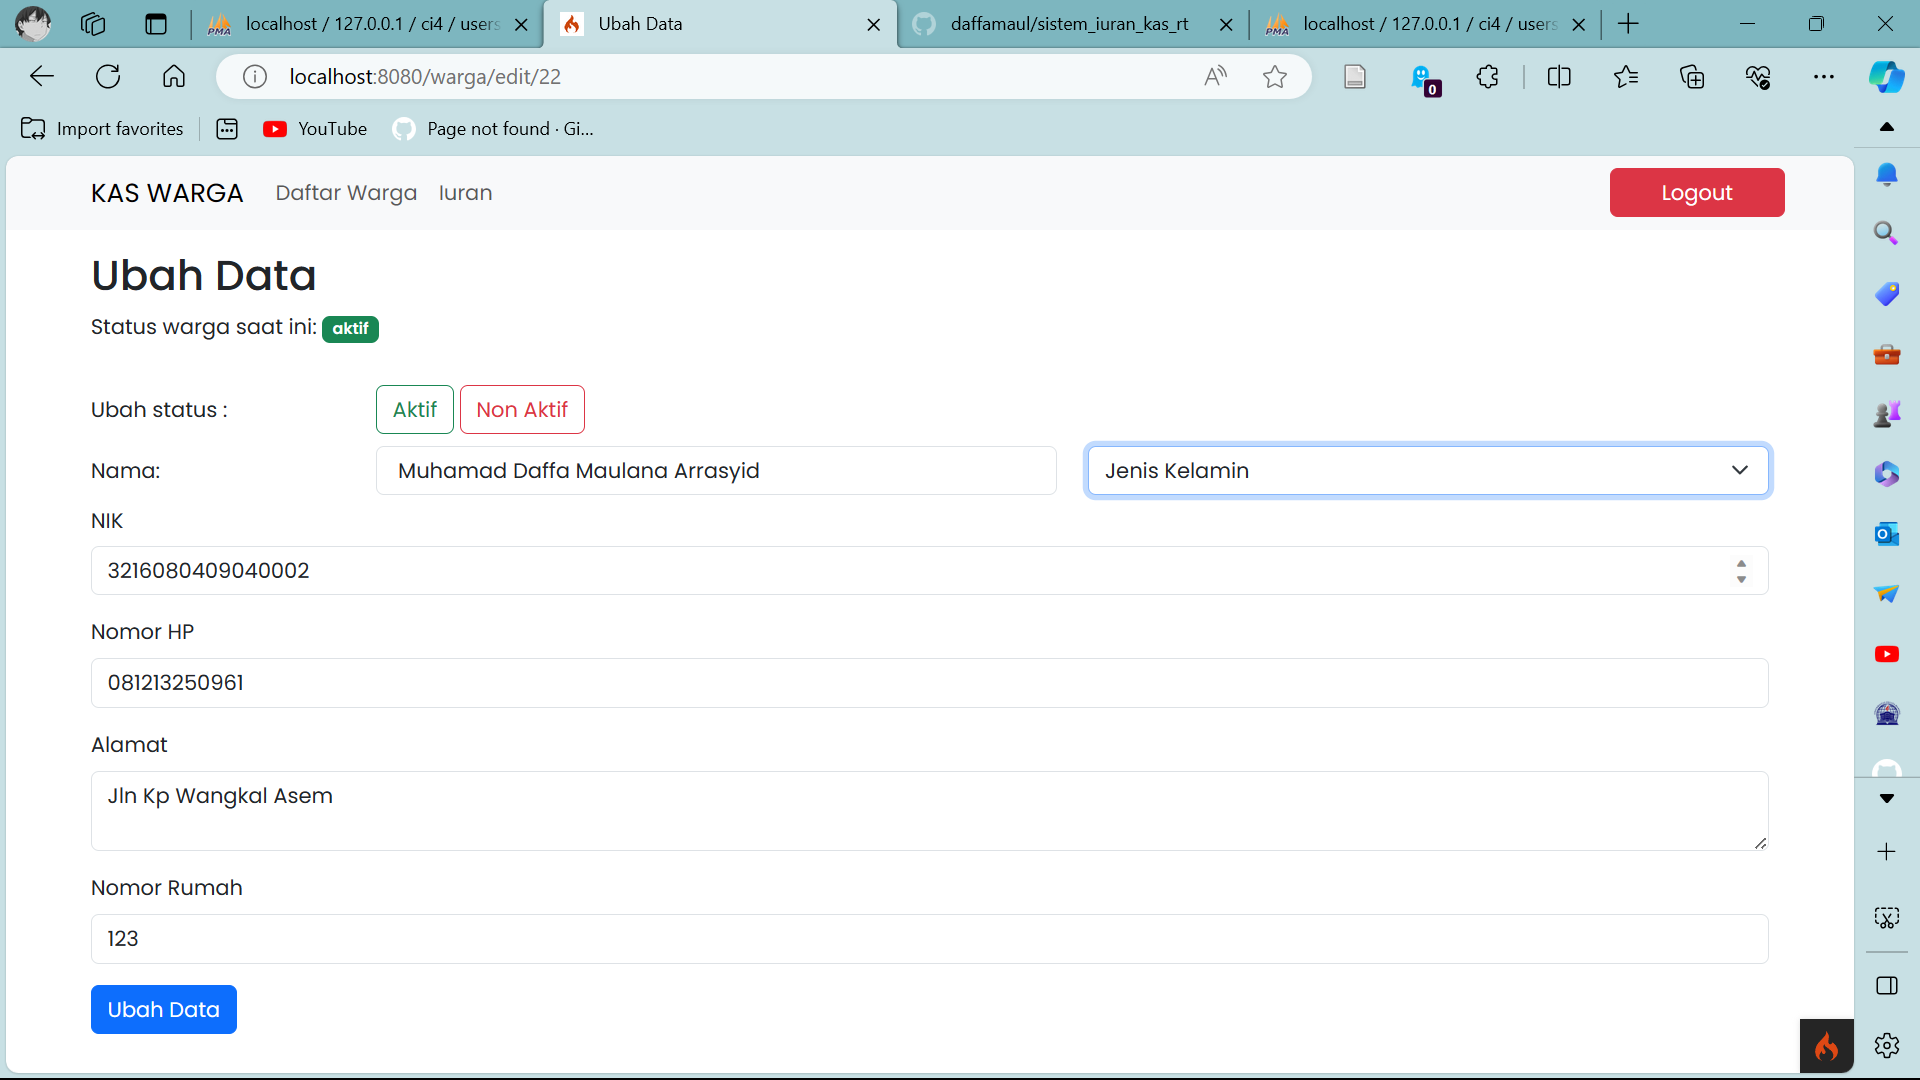 localhost / 127.0.0.1 / ci4 / users
Ubah Data
daffamaul/sistem_iuran_kas_rt
localhost / 127.0.0.1 / ci4 / users
localhost:8080/warga/edit/22
0
Import favorites
YouTube
Page not found · Gi...
KAS WARGA
Daftar Warga
Iuran
Logout
Ubah Data
Status warga saat ini: aktif
Ubah status :
Aktif
Non Aktif
Nama:
Muhamad Daffa Maulana Arrasyid
Jenis Kelamin
NIK
3216080409040002
Nomor HP
081213250961
Alamat
Jln Kp Wangkal Asem
Nomor Rumah
123
Ubah Data